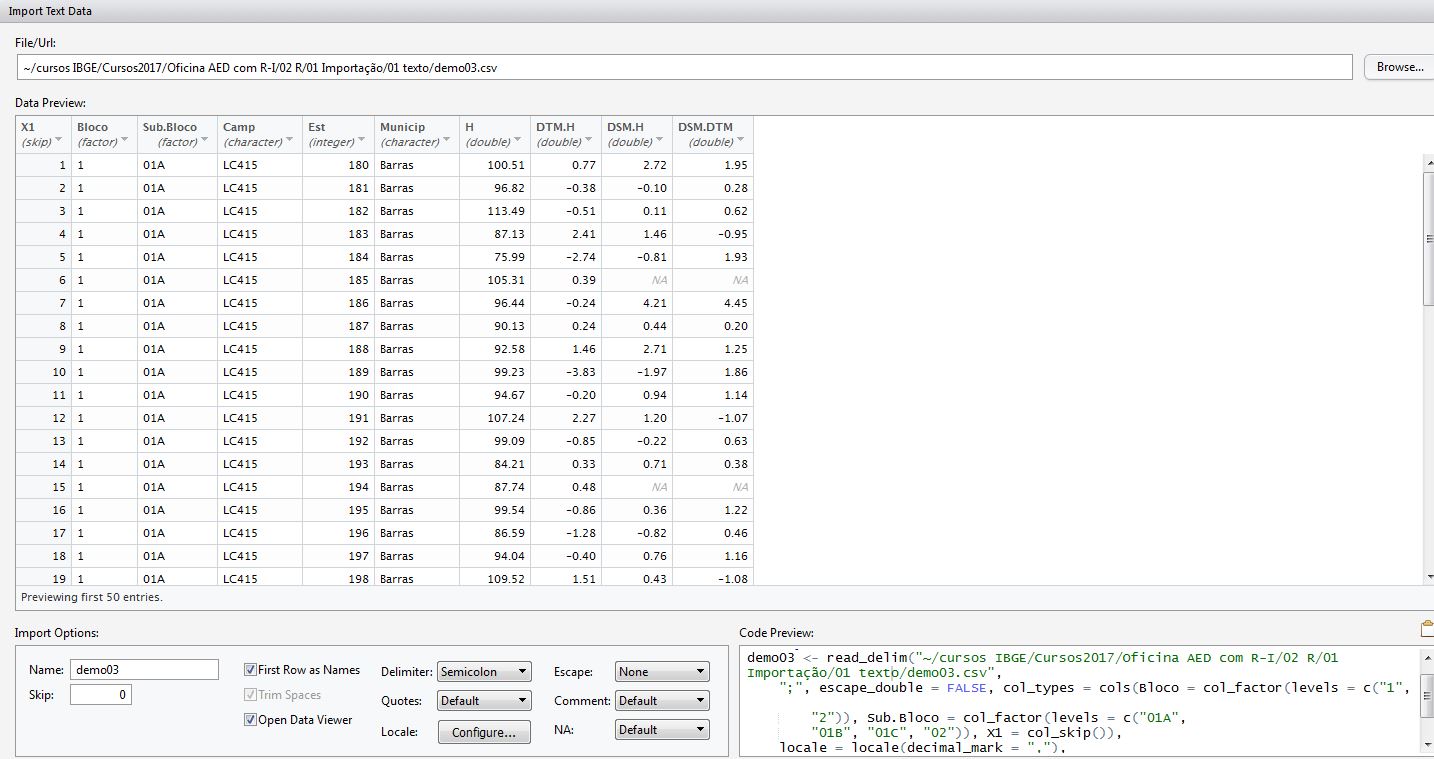 Import Text Data
File/Url:
~/cursos IBGE/Cursos2017/Oficina AED com R-I/02 R/01 Importação/01 texto/demo03.csv
Browse...
Data Preview:
X1 Bloco Sub.Bloco Camp Est Municip H DTM.H DSM.H DSM.DTM
(skip) (factor) (factor) (character) (integer) (character) (double) (double) (double) (double)
1 1 01A LC415 180 Barras 100.51 0.77 2.72 1.95
2 1 01A LC415 181 Barras 96.82 -0.38 -0.10 0.28
3 1 01A LC415 182 Barras 113.49 -0.51 0.11 0.62
4 1 01A LC415 183 Barras 87.13 2.41 1.46 -0.95
5 1 01A LC415 184 Barras 75.99 -2.74 -0.81 1.93
6 1 01A LC415 185 Barras 105.31 0.39 NA NA
7 1 01A LC415 186 Barras 96.44 -0.24 4.21 4.45
8 1 01A LC415 187 Barras 90.13 0.24 0.44 0.20
9 1 01A LC415 188 Barras 92.58 1.46 2.71 1.25
10 1 01A LC415 189 Barras 99.23 -3.83 -1.97 1.86
11 1 01A LC415 190 Barras 94.67 -0.20 0.94 1.14
12 1 01A LC415 191 Barras 107.24 2.27 1.20 -1.07
13 1 01A LC415 192 Barras 99.09 -0.85 -0.22 0.63
14 1 01A LC415 193 Barras 84.21 0.33 0.71 0.38
15 1 01A LC415 194 Barras 87.74 0.48 NA NA
16 1 01A LC415 195 Barras 99.54 -0.86 0.36 1.22
17 1 01A LC415 196 Barras 86.59 -1.28 -0.82 0.46
18 1 01A LC415 197 Barras 94.04 -0.40 0.76 1.16
19 1 01A LC415 198 Barras 109.52 1.51 0.43 -1.08
Previewing first 50 entries.
Import Options:
Name: demo03
Skip: 0
First Row as Names
Trim Spaces
Open Data Viewer
Delimiter: Semicolon
Quotes: Default
Locale: Configure...
Escape: None
Comment: Default
NA: Default
Code Preview:
demo03 <- read_delim("~/cursos IBGE/Cursos2017/Oficina AED com R-I/02 R/01
Importação/01 texto/demo03.csv",
";", escape_double = FALSE, col_types = cols(Bloco = col_factor(levels = c("1",
"2")), Sub.Bloco = col_factor(levels = c("01A",
"01B", "01C", "02")), X1 = col_skip()),
locale = locale(decimal_mark = ","),